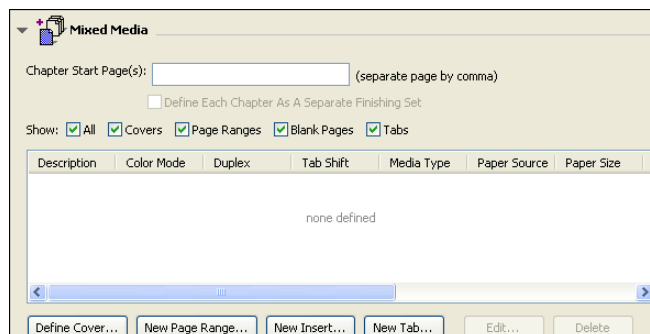 Mixed Media
Chapter Start Page(s): (separate page by comma)
Define Each Chapter As A Separate Finishing Set
Show: All Covers Page Ranges Blank Pages Tabs
Description Color Mode Duplex Tab Shift Media Type Paper Source Paper Size
none defined
Define Cover... New Page Range... New Insert... New Tab... Edit... Delete